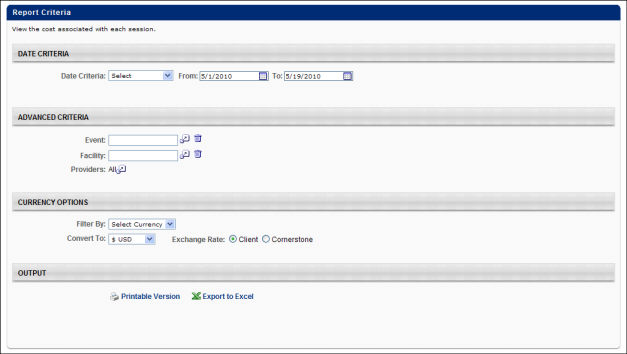 Report Criteria
View the cost associated with each session.
DATE CRITERIA
Date Criteria: Select From: 5/1/2010 To: 5/19/2010
ADVANCED CRITERIA
Event:
Facility:
Providers: All
CURRENCY OPTIONS
Filter By: Select Currency
Convert To: $ USD Exchange Rate: Client Cornerstone
OUTPUT
Printable Version Export to Excel